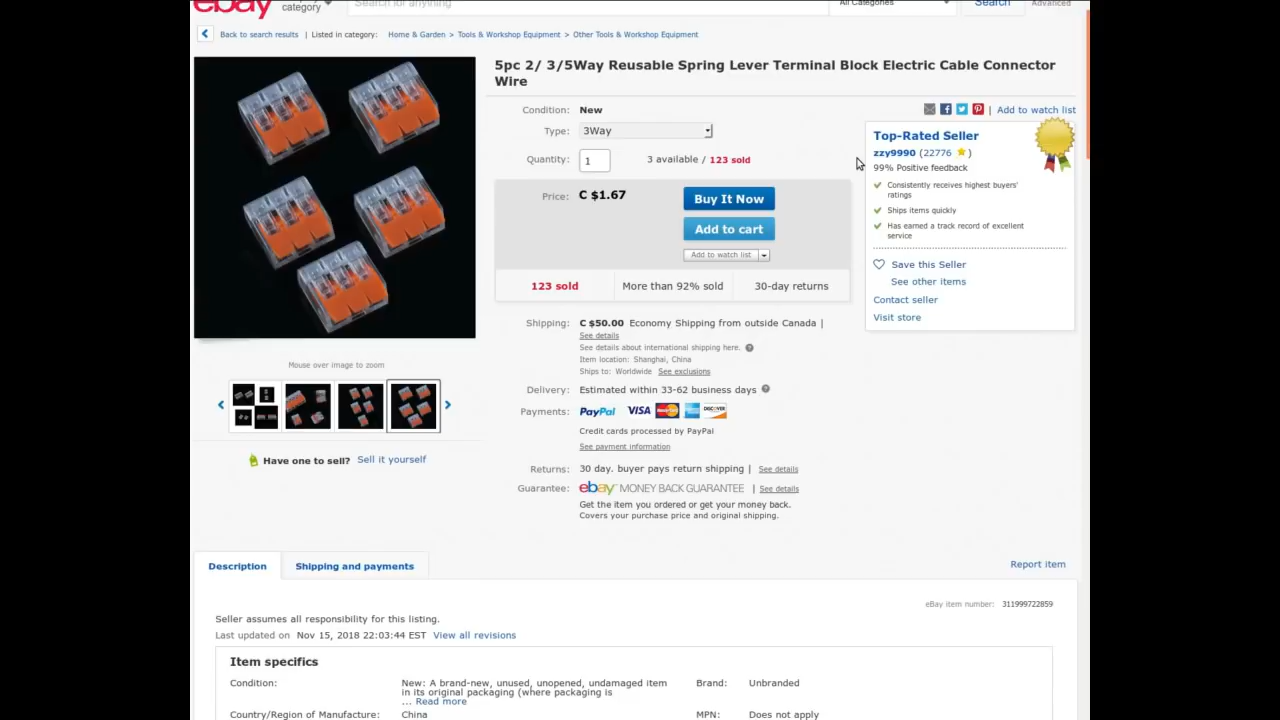 ebay
category
Search for anything
All Categories
Search
Advanced
Back to search results | Listed in category: Home & Garden > Tools & Workshop Equipment > Other Tools & Workshop Equipment
5pc 2/ 3/5Way Reusable Spring Lever Terminal Block Electric Cable Connector
Wire
Condition: New
| Add to watch list
Type: 3Way
Quantity: 1
3 available / 123 sold
Price: C $1.67
Buy It Now
Add to cart
Add to watch list
123 sold
More than 92% sold
30-day returns
Top-Rated Seller
zzy9990 (22776 )
99% Positive feedback
Consistently receives highest buyers'
ratings
Ships items quickly
Has earned a track record of excellent
service
Save this Seller
See other items
Contact seller
Visit store
Shipping: C $50.00 Economy Shipping from outside Canada |
See details
See details about international shipping here.
Item location: Shanghai, China
Ships to: Worldwide See exclusions
Delivery: Estimated within 33-62 business days
Payments: PayPal VISA MasterCard DISCOVER
Credit cards processed by PayPal
See payment information
Returns: 30 day. buyer pays return shipping | See details
Guarantee: ebay MONEY BACK GUARANTEE | See details
Get the item you ordered or get your money back.
Covers your purchase price and original shipping.
Mouse over image to zoom
Have one to sell? Sell it yourself
Description
Shipping and payments
Report item
eBay item number: 311999722859
Seller assumes all responsibility for this listing.
Last updated on Nov 15, 2018 22:03:44 EST View all revisions
Item specifics
Condition: New: A brand-new, unused, unopened, undamaged item
in its original packaging (where packaging is
... Read more
Brand: Unbranded
Country/Region of Manufacture: China
MPN: Does not apply